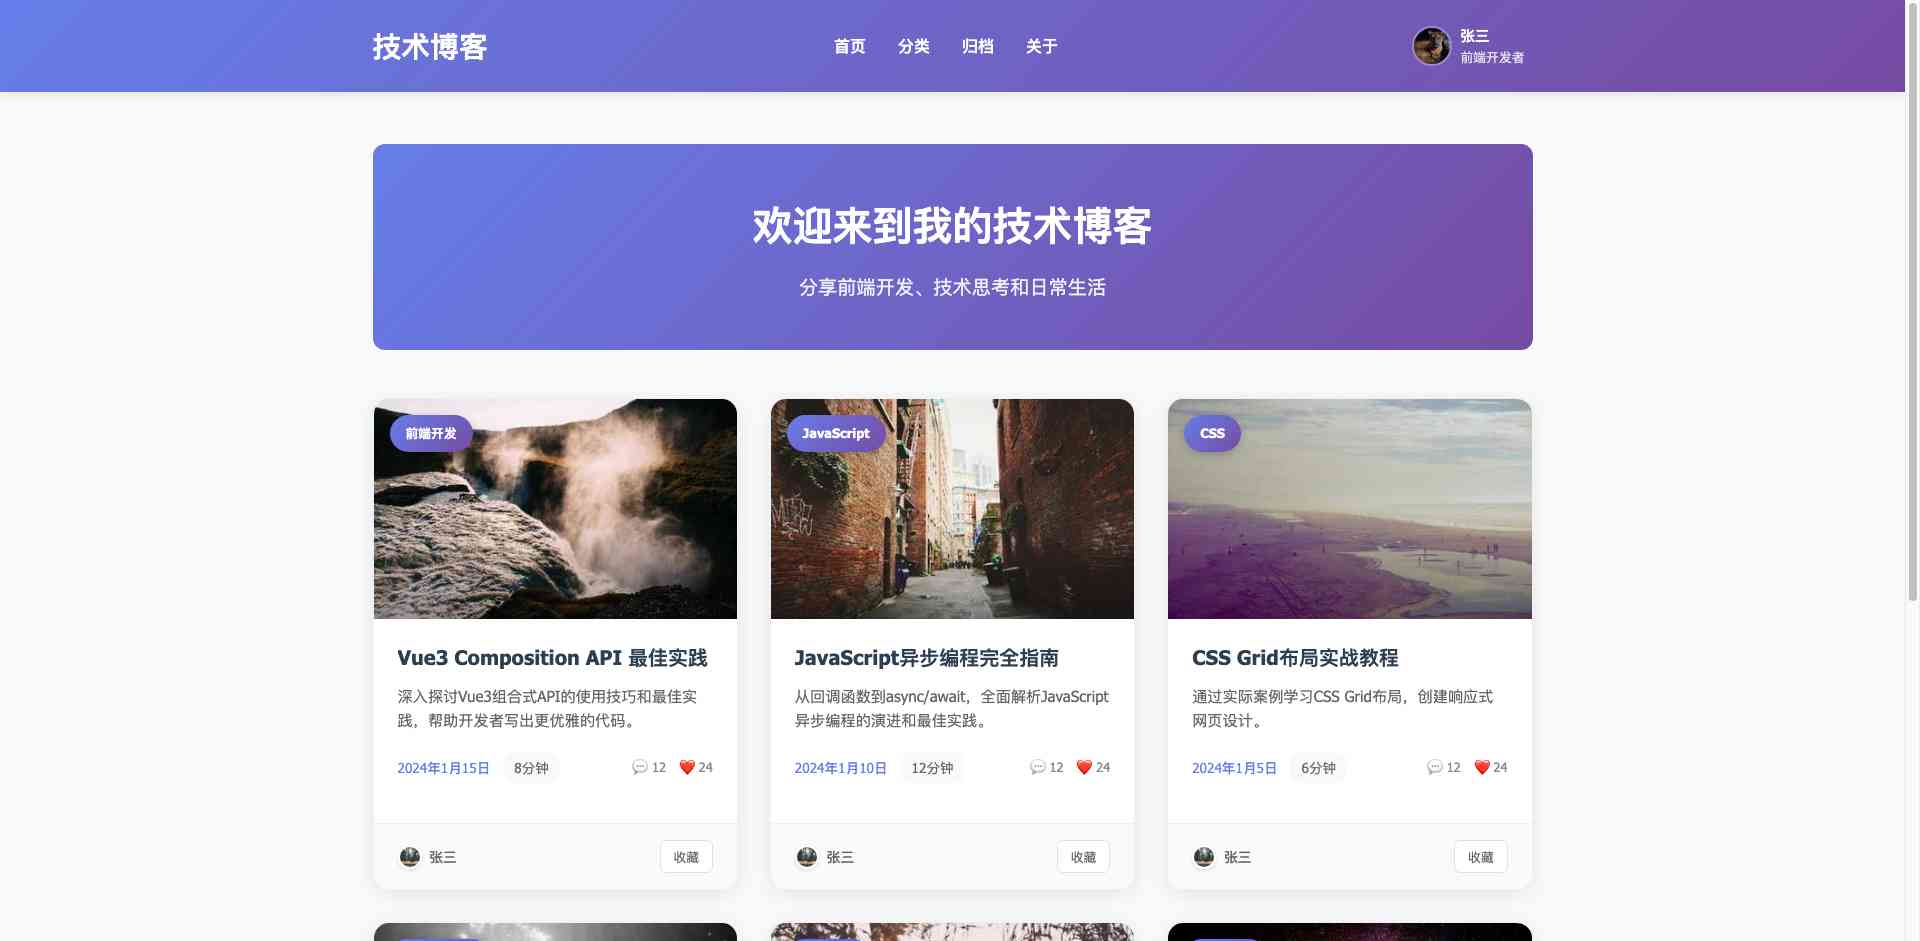 技术博客
首页 分类 归档 关于
张三
前端开发者
欢迎来到我的技术博客
分享前端开发、技术思考和日常生活
前端开发
Vue3 Composition API 最佳实践
深入探讨Vue3组合式API的使用技巧和最佳实
践，帮助开发者写出更优雅的代码。
2024年1月15日 8分钟 💬 12 ❤️ 24
张三 收藏
JavaScript
JavaScript异步编程完全指南
从回调函数到async/await，全面解析JavaScript
异步编程的演进和最佳实践。
2024年1月10日 12分钟 💬 12 ❤️ 24
张三 收藏
CSS
CSS Grid布局实战教程
通过实际案例学习CSS Grid布局，创建响应式
网页设计。
2024年1月5日 6分钟 💬 12 ❤️ 24
张三 收藏